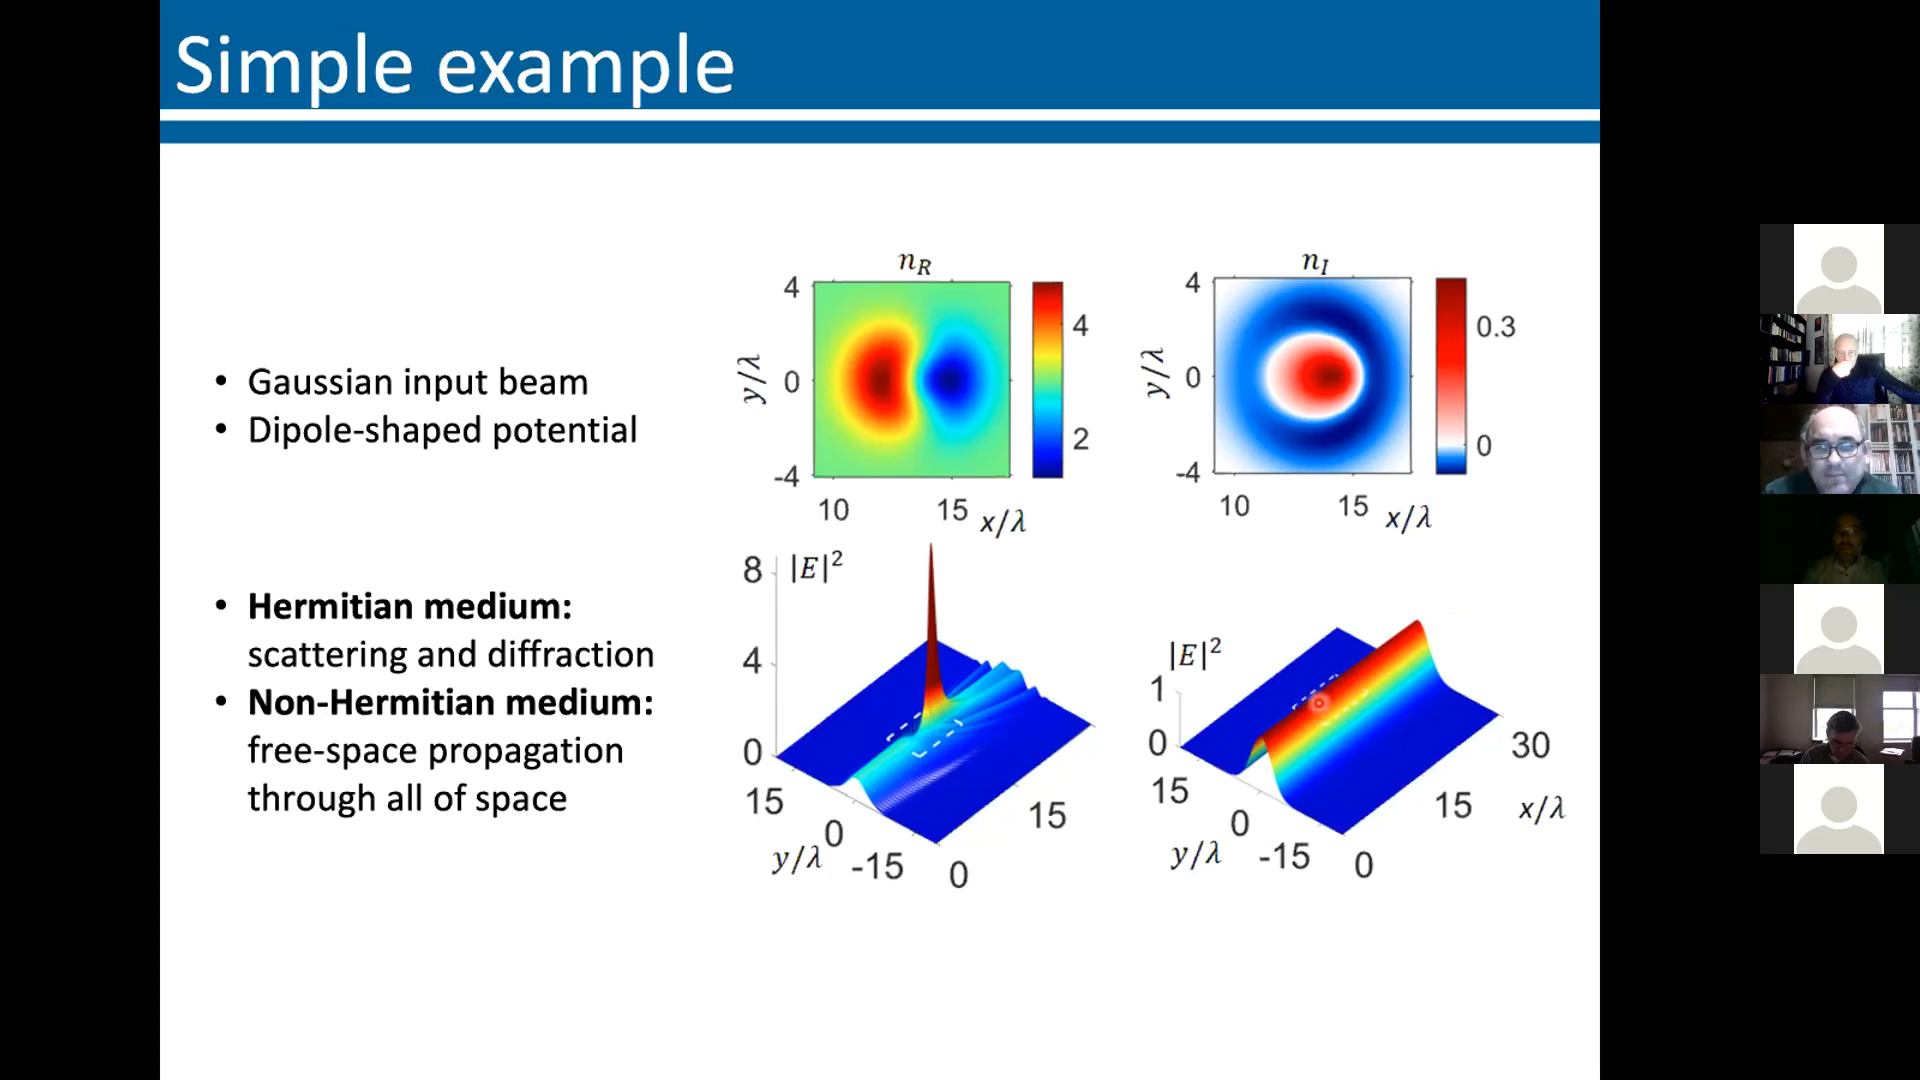 Simple example
• Gaussian input beam
• Dipole-shaped potential
• Hermitian medium:
scattering and diffraction
• Non-Hermitian medium:
free-space propagation
through all of space
n_R
4
0
-4
y/λ
10
15
x/λ
4
2
n_I
4
0
-4
y/λ
10
15
x/λ
0.3
0
8
|E|²
4
0
15
0
-15
y/λ
0
15
|E|²
1
0
15
0
-15
y/λ
0
15
30
x/λ